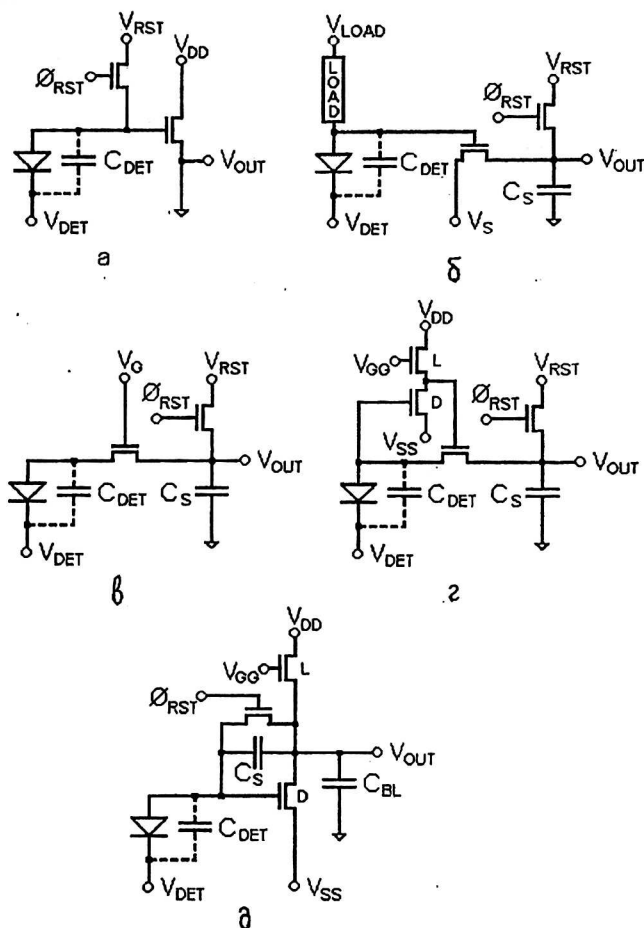 V_RST V_DD
Ø_RST
C_DET V_OUT
V_DET
а
V_LOAD
LOAD
V_RST
Ø_RST
C_DET V_OUT
C_S
V_DET V_S
б
V_G V_RST
Ø_RST
V_OUT
C_DET C_S
V_DET
в
V_DD
V_GG L
V_RST
D Ø_RST
V_SS
V_OUT
C_DET C_S
V_DET
г
V_DD
V_GG L
Ø_RST
V_OUT
C_S
C_BL
D
C_DET
V_DET V_SS
д